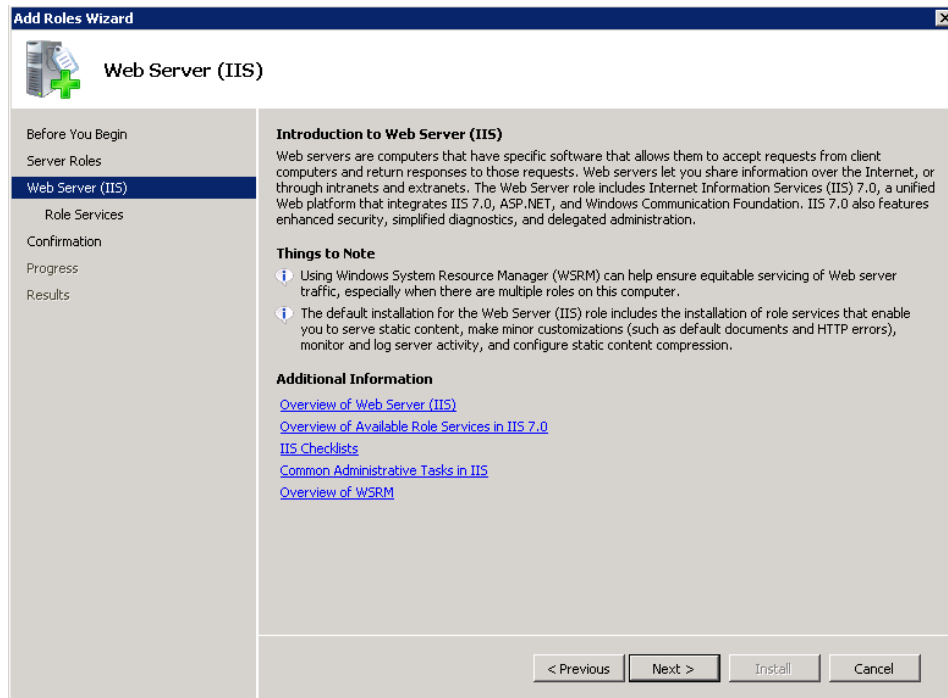 Add Roles Wizard
Web Server (IIS)
Before You Begin
Server Roles
Web Server (IIS)
Role Services
Confirmation
Progress
Results
Introduction to Web Server (IIS)
Web servers are computers that have specific software that allows them to accept requests from client
computers and return responses to those requests. Web servers let you share information over the Internet, or
through intranets and extranets. The Web Server role includes Internet Information Services (IIS) 7.0, a unified
Web platform that integrates IIS 7.0, ASP.NET, and Windows Communication Foundation. IIS 7.0 also features
enhanced security, simplified diagnostics, and delegated administration.
Things to Note
Using Windows System Resource Manager (WSRM) can help ensure equitable servicing of Web server
traffic, especially when there are multiple roles on this computer.
The default installation for the Web Server (IIS) role includes the installation of role services that enable
you to serve static content, make minor customizations (such as default documents and HTTP errors),
monitor and log server activity, and configure static content compression.
Additional Information
Overview of Web Server (IIS)
Overview of Available Role Services in IIS 7.0
IIS Checklists
Common Administrative Tasks in IIS
Overview of WSRM
< Previous
Next >
Install
Cancel